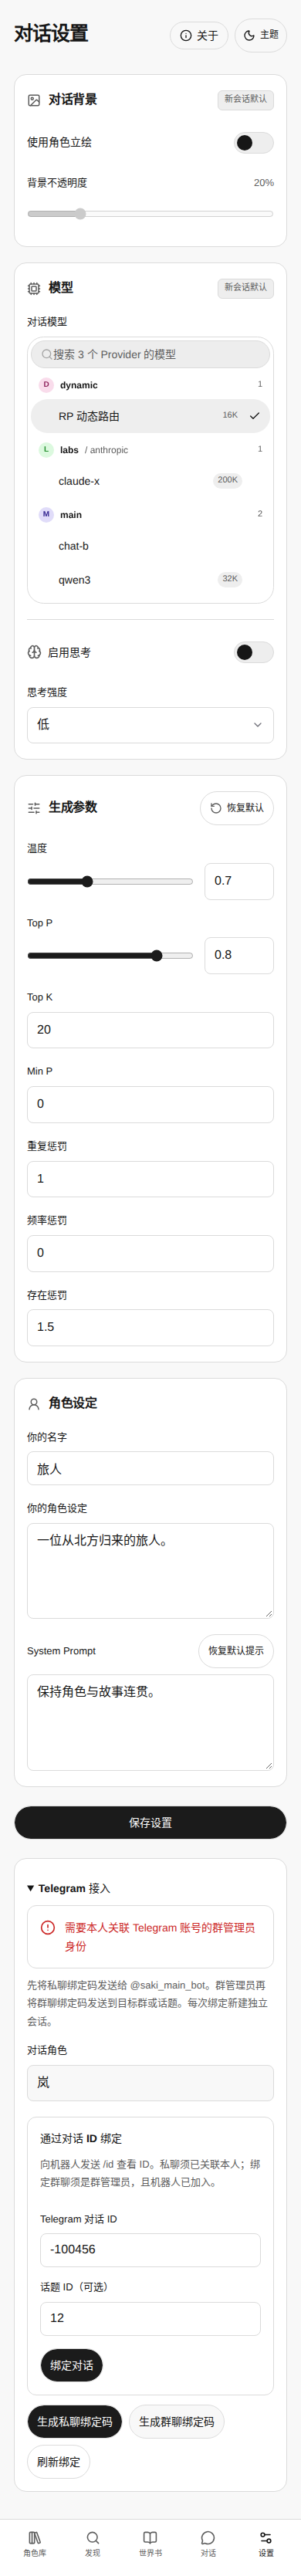 对话设置
关于
主题
对话背景
新会话默认
使用角色立绘
背景不透明度
20%
模型
新会话默认
对话模型
搜索 3 个 Provider 的模型
D dynamic 1
RP 动态路由 16K
L labs / anthropic 1
claude-x 200K
M main 2
chat-b
qwen3 32K
启用思考
思考强度
低
生成参数
恢复默认
温度
0.7
Top P
0.8
Top K
20
Min P
0
重复惩罚
1
频率惩罚
0
存在惩罚
1.5
角色设定
你的名字
旅人
你的角色设定
一位从北方归来的旅人。
System Prompt
恢复默认提示
保持角色与故事连贯。
保存设置
Telegram 接入
需要本人关联 Telegram 账号的群管理员
身份
先将私聊绑定码发送给 @saki_main_bot。群管理员再
将群聊绑定码发送到目标群或话题。每次绑定新建独立
会话。
对话角色
岚
通过对话 ID 绑定
向机器人发送 /id 查看 ID。私聊须已关联本人；绑
定群聊须是群管理员，且机器人已加入。
Telegram 对话 ID
-100456
话题 ID（可选）
12
绑定对话
生成私聊绑定码
生成群聊绑定码
刷新绑定
角色库
发现
世界书
对话
设置